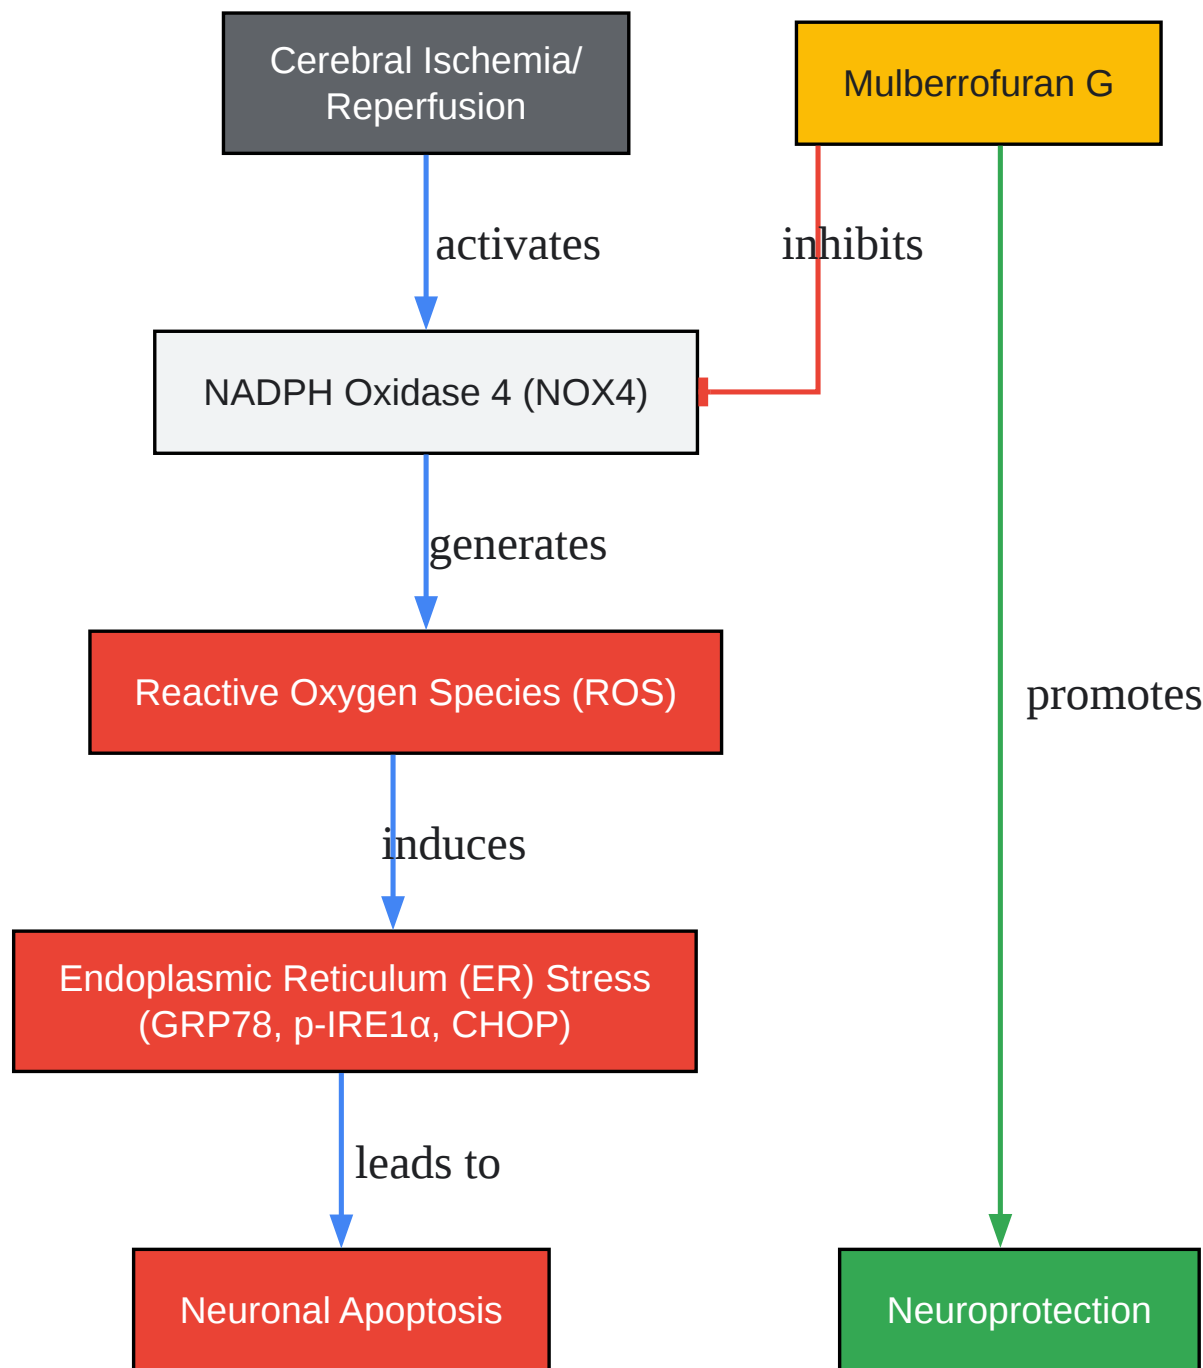 Cerebral Ischemia/
Reperfusion
Mulberrofuran G
activates
inhibits
NADPH Oxidase 4 (NOX4)
generates
Reactive Oxygen Species (ROS)
promotes
induces
Endoplasmic Reticulum (ER) Stress
(GRP78, p-IRE1α, CHOP)
leads to
Neuronal Apoptosis
Neuroprotection